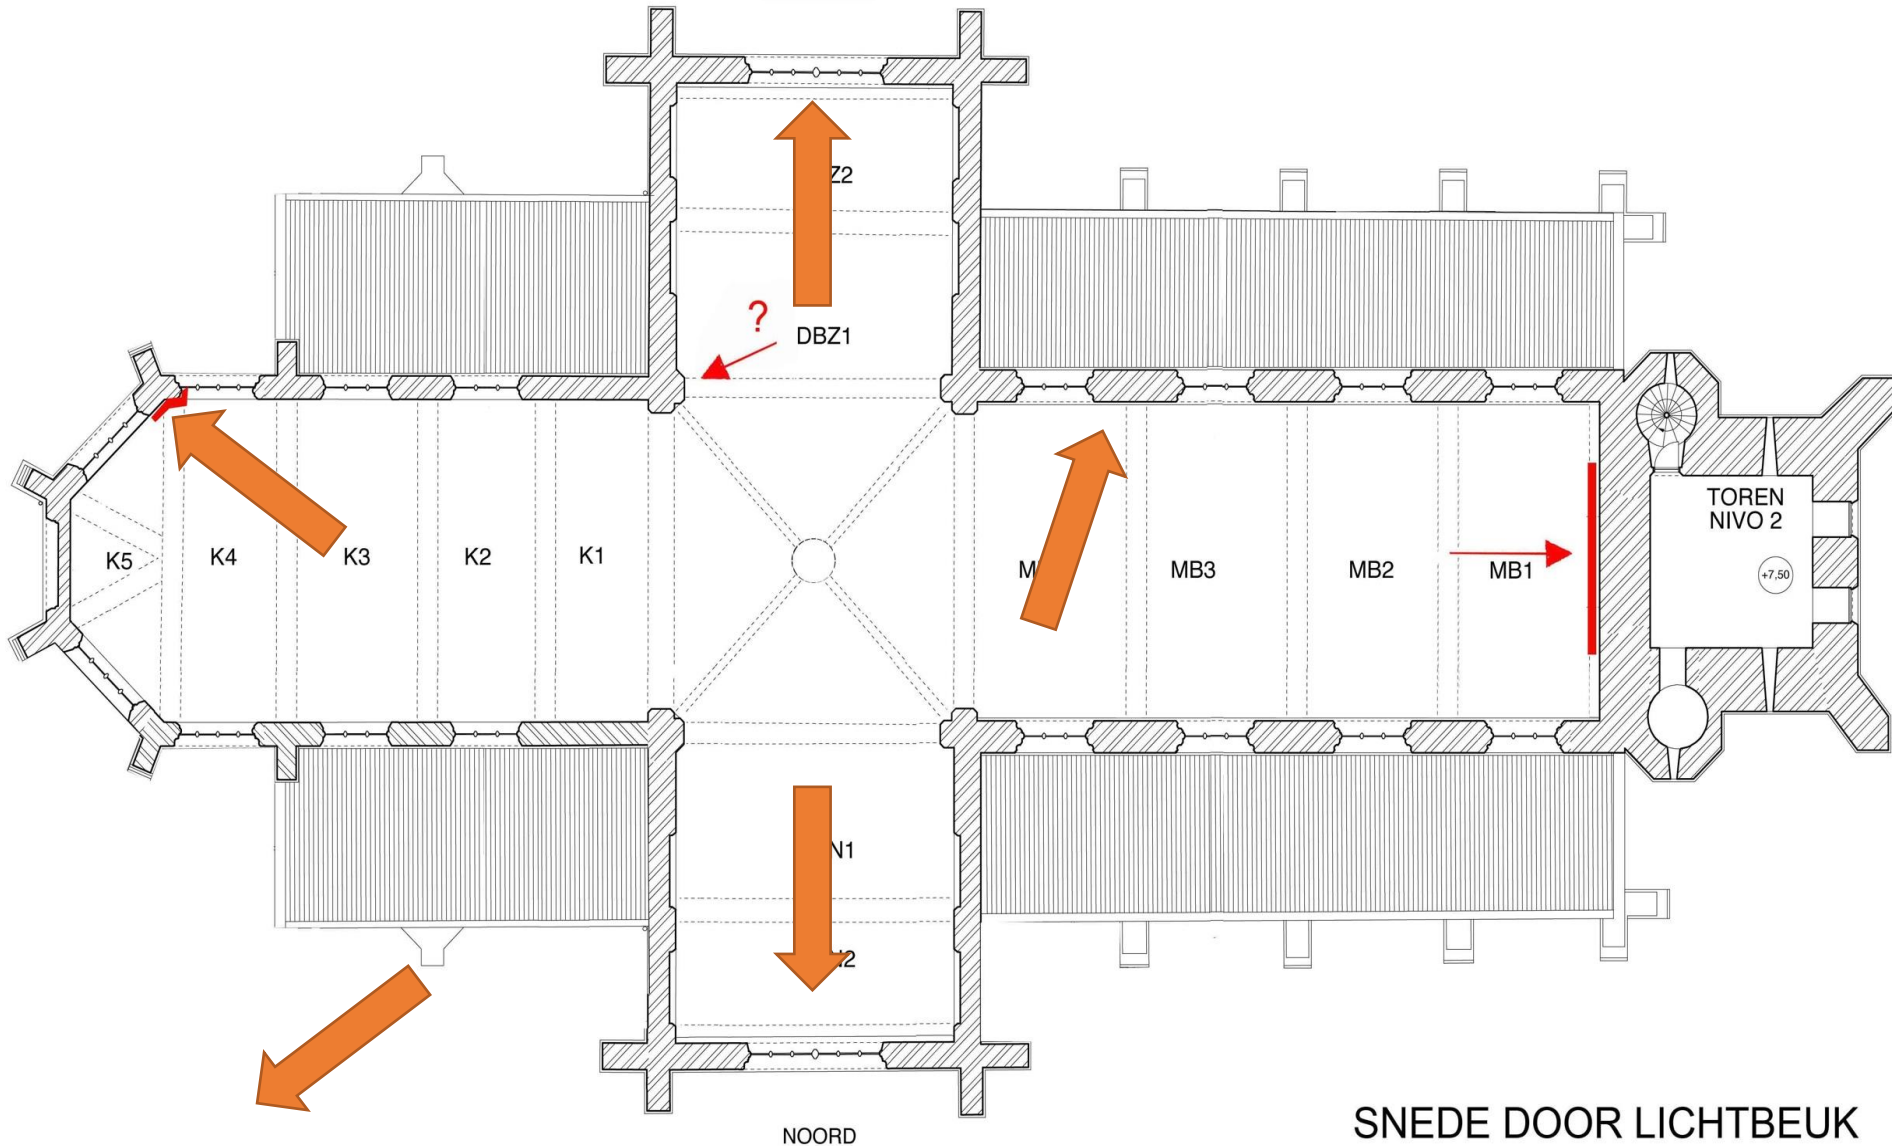 Z2
?
DBZ1
TOREN
NIVO 2
+7,50
K5
K4
K3
K2
K1
MB3
MB2
MB1
N1
NOORD
SNEDE DOOR LICHTBEUK